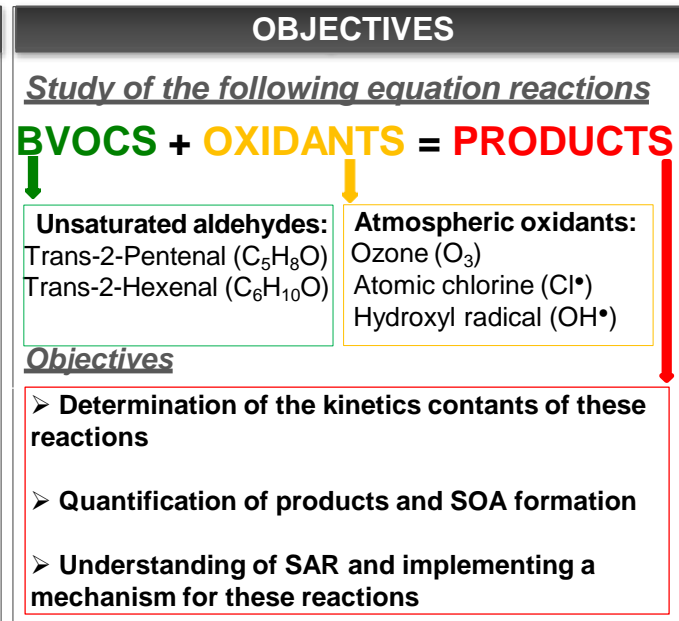 OBJECTIVES
Study of the following equation reactions
BVOCS + OXIDANTS = PRODUCTS
Unsaturated aldehydes:
Trans-2-Pentenal (C₅H₈O)
Trans-2-Hexenal (C₆H₁₀O)
Atmospheric oxidants:
Ozone (O₃)
Atomic chlorine (Cl•)
Hydroxyl radical (OH•)
Objectives
➢ Determination of the kinetics contants of these
reactions
➢ Quantification of products and SOA formation
➢ Understanding of SAR and implementing a
mechanism for these reactions